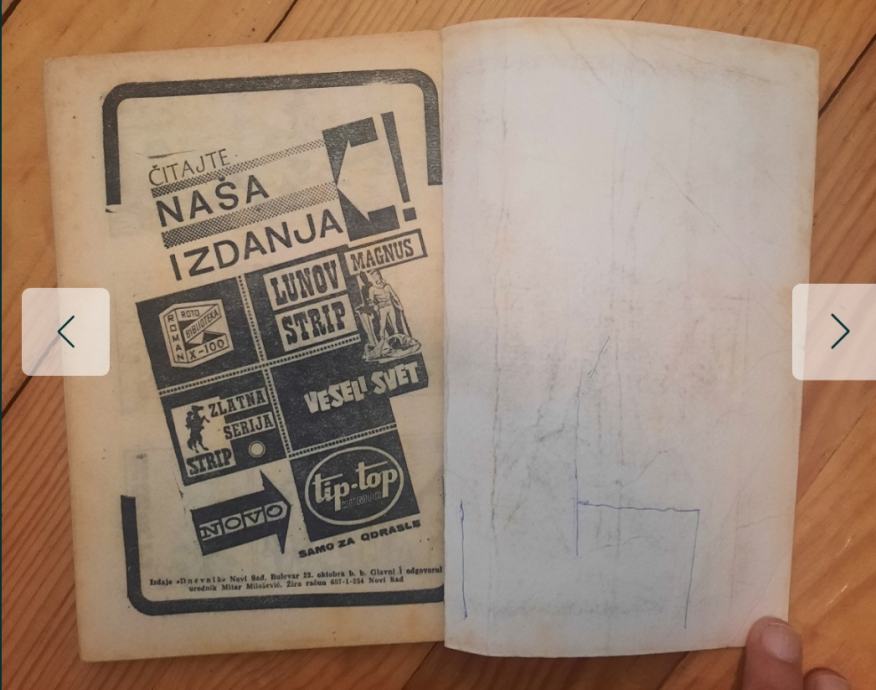 ČITAJTE
NAŠA
IZDANJA!
ROMAN
ROTO
BIBLIOTEKA
X-100
LUNOV
STRIP
MAGNUS
ZLATNA
SERIJA
STRIP
VESELI SVET
NOVO
tip-top
SAMO ZA ODRASLE
Izdaje »Dnevnik« Novi Sad, Bulevar 23. oktobra b. b. Glavni i odgovorni
urednik Mitar Milošević. Žiro račun 657-1-254 Novi Sad